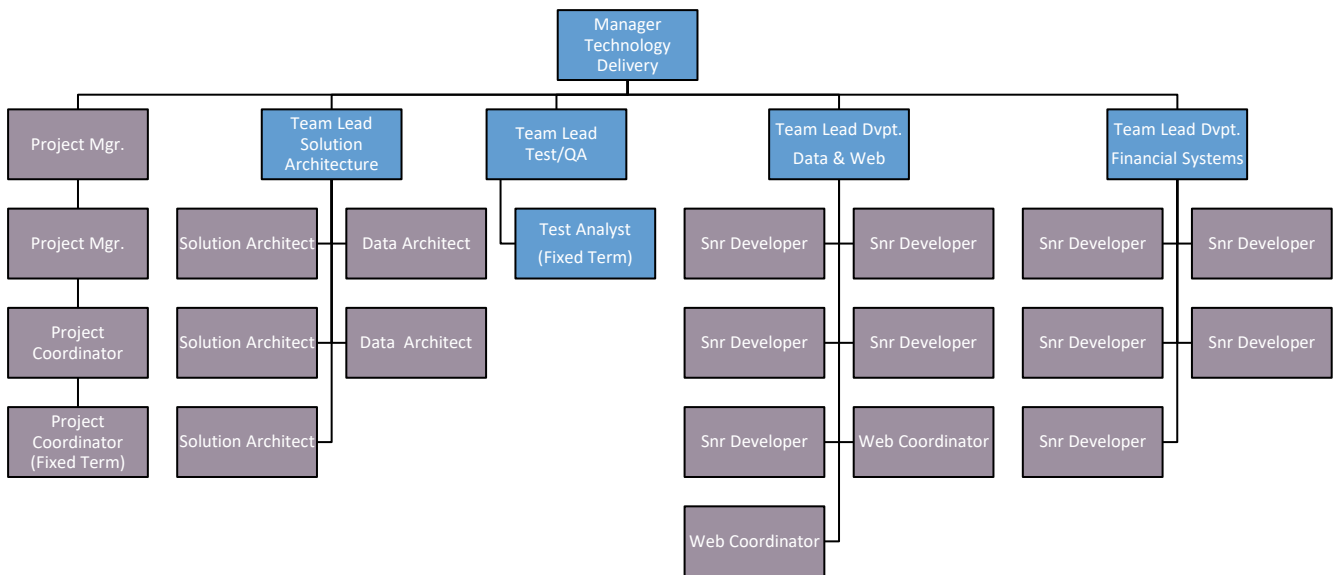 Manager
Technology
Delivery
Project Mgr.
Team Lead
Solution
Architecture
Team Lead
Test/QA
Team Lead Dvpt.
Data & Web
Team Lead Dvpt.
Financial Systems
Project Mgr.
Solution Architect
Data Architect
Test Analyst
(Fixed Term)
Snr Developer
Snr Developer
Snr Developer
Snr Developer
Project
Coordinator
Solution Architect
Data  Architect
Snr Developer
Snr Developer
Snr Developer
Snr Developer
Project
Coordinator
(Fixed Term)
Solution Architect
Snr Developer
Web Coordinator
Snr Developer
Web Coordinator